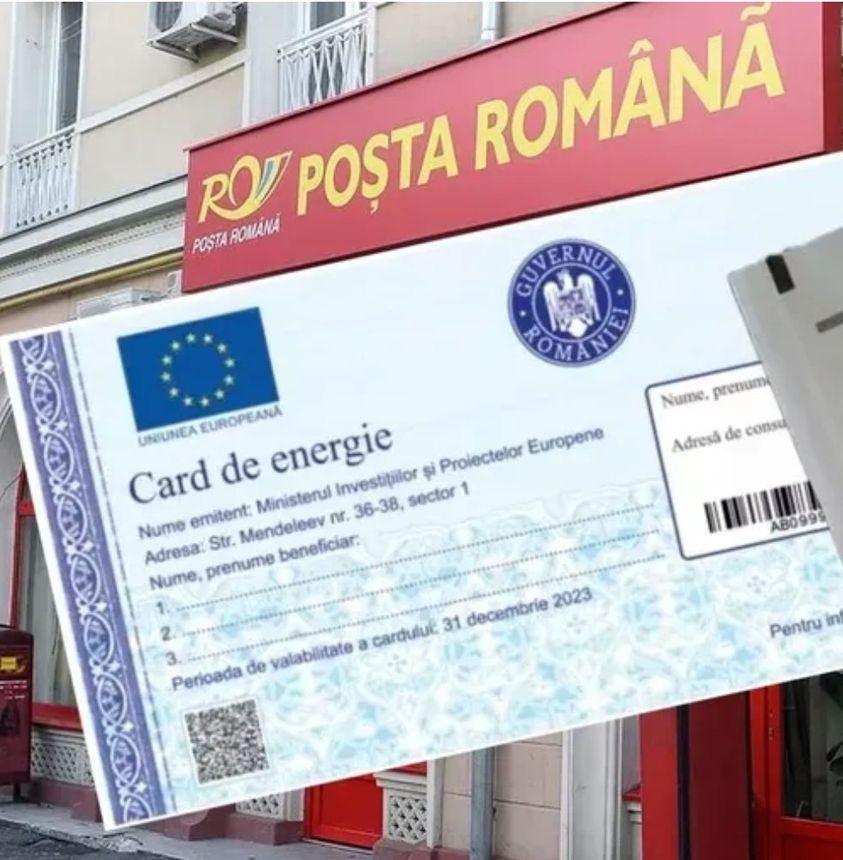 POȘTA ROMÂNĂ
POȘTA ROMÂNĂ
GUVERNUL
ROMÂNIEI
UNIUNEA EUROPEANĂ
Card de energie
Nume emitent: Ministerul Investițiilor și Proiectelor Europene
Adresa: Str. Mendeleev nr. 36-38, sector 1
Nume, prenume beneficiar:
1. ........................................
2. ........................................
3. ........................................
Perioada de valabilitate a cardului: 31 decembrie 2023
Nume, prenume
Adresă de consu
AB099
Pentru inf